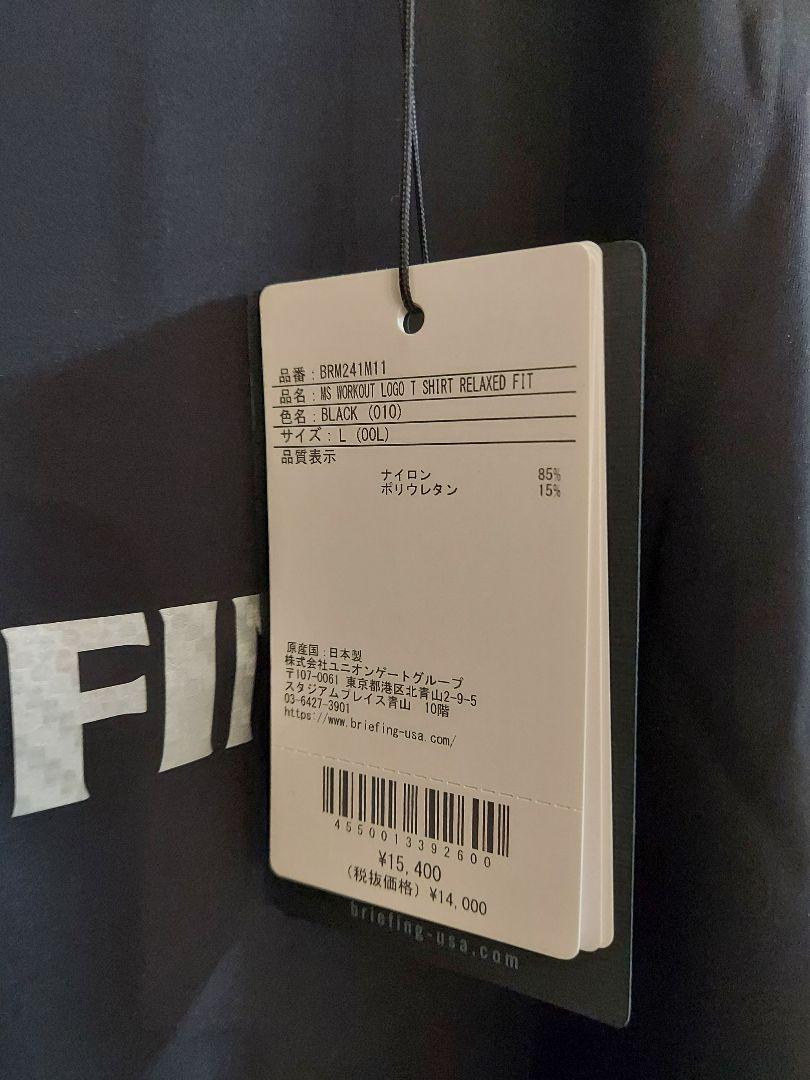 品番：BRM241M11
品名：MS WORKOUT LOGO T SHIRT RELAXED FIT
色名：BLACK (010)
サイズ：L (00L)
品質表示
ナイロン 85%
ポリウレタン 15%
FIN
原産国：日本製
株式会社ユニオンゲートグループ
〒107-0061 東京都港区北青山2-9-5
スタジアムプレイス青山 10階
03-6427-3901
https://www.briefing-usa.com/
4550013392600
¥15,400
(税抜価格) ¥14,000
briefing-usa.com